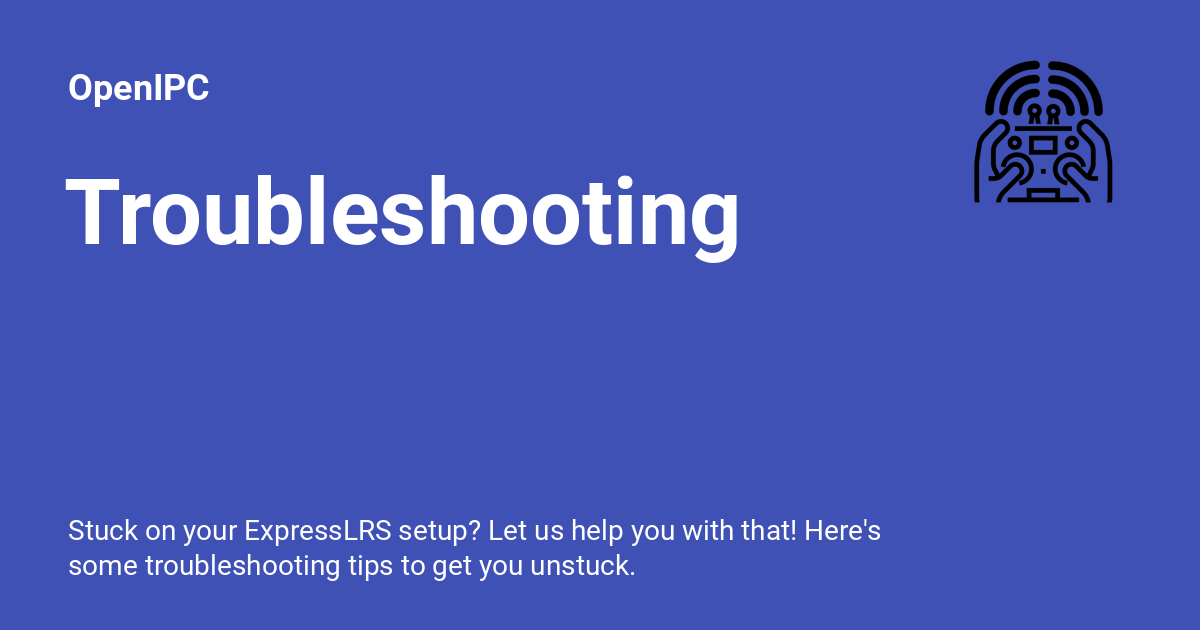 OpenIPC
Troubleshooting
Stuck on your ExpressLRS setup? Let us help you with that! Here's
some troubleshooting tips to get you unstuck.